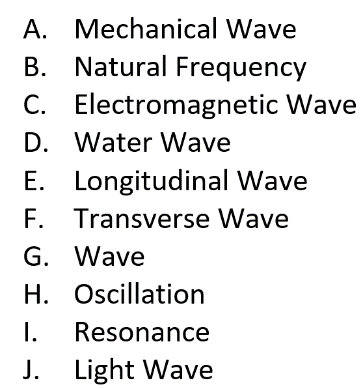 A. Mechanical Wave
B. Natural Frequency
C. Electromagnetic Wave
D. Water Wave
E. Longitudinal Wave
F. Transverse Wave
G. Wave
H. Oscillation
I. Resonance
J. Light Wave